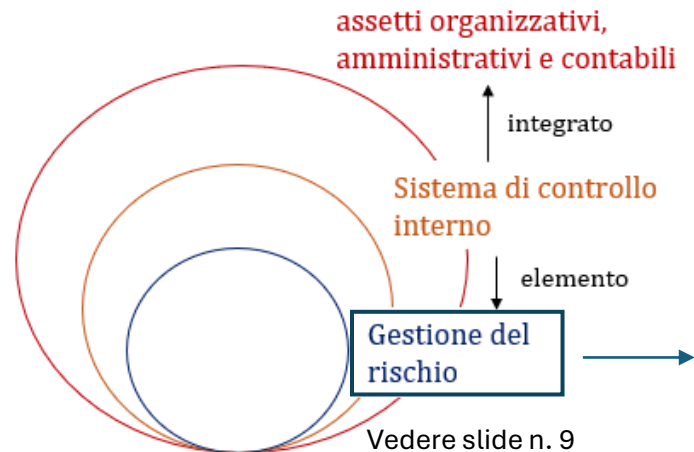 assetti organizzativi,
amministrativi e contabili
integrato
Sistema di controllo
interno
elemento
Gestione del
rischio
Vedere slide n. 9